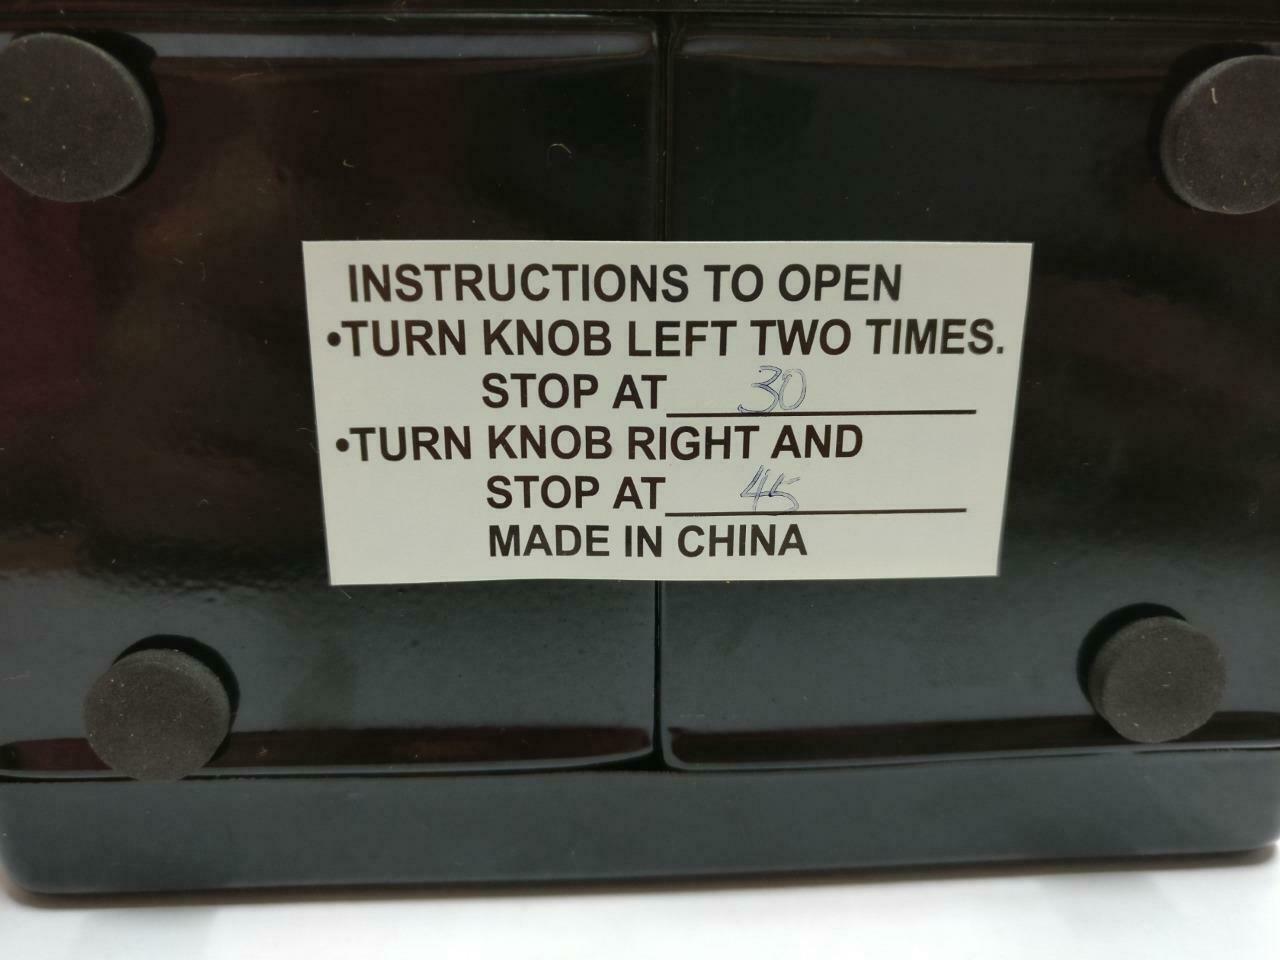 INSTRUCTIONS TO OPEN
•TURN KNOB LEFT TWO TIMES.
STOP AT 30
•TURN KNOB RIGHT AND
STOP AT 45
MADE IN CHINA